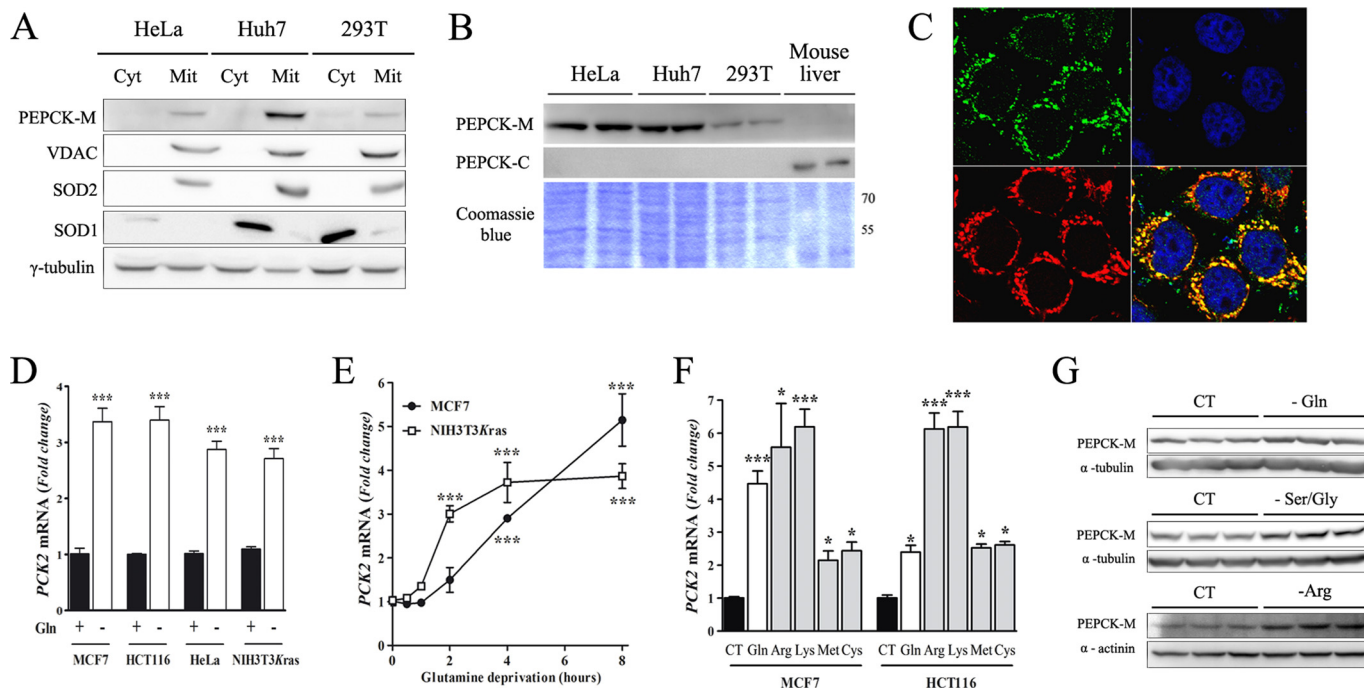 A
HeLa Huh7 293T
Cyt Mit Cyt Mit Cyt Mit
PEPCK-M
VDAC
SOD2
SOD1
γ-tubulin
B
HeLa Huh7 293T Mouse liver
PEPCK-M
PEPCK-C
Coomassie blue
70
55
C
D
PCK2 mRNA (Fold change)
4
3
2
1
0
*** *** *** ***
Gln + - + - + - + -
MCF7 HCT116 HeLa NIH3T3Kras
E
PCK2 mRNA (Fold change)
6
4
2
1
0
MCF7
NIH3T3Kras
***
***
***
***
***
0 2 4 6 8
Glutamine deprivation (hours)
F
PCK2 mRNA (Fold change)
7
6
5
4
3
2
1
0
*** * *** * * * *** *** * *
CT Gln Arg Lys Met Cys CT Gln Arg Lys Met Cys
MCF7 HCT116
G
CT - Gln
PEPCK-M
α -tubulin
CT - Ser/Gly
PEPCK-M
α -tubulin
CT -Arg
PEPCK-M
α - actinin